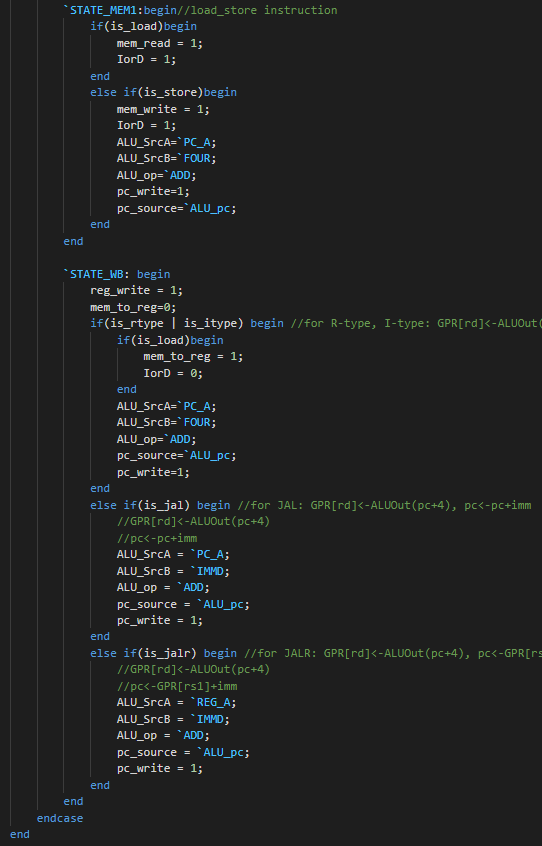 `STATE_MEM1:begin//load_store instruction
if(is_load)begin
mem_read = 1;
IorD = 1;
end
else if(is_store)begin
mem_write = 1;
IorD = 1;
ALU_SrcA=`PC_A;
ALU_SrcB=`FOUR;
ALU_op=`ADD;
pc_write=1;
pc_source=`ALU_pc;
end
end
`STATE_WB: begin
reg_write = 1;
mem_to_reg=0;
if(is_rtype | is_itype) begin //for R-type, I-type: GPR[rd]<-ALUOut(
if(is_load)begin
mem_to_reg = 1;
IorD = 0;
end
ALU_SrcA=`PC_A;
ALU_SrcB=`FOUR;
ALU_op=`ADD;
pc_source=`ALU_pc;
pc_write=1;
end
else if(is_jal) begin //for JAL: GPR[rd]<-ALUOut(pc+4), pc<-pc+imm
//GPR[rd]<-ALUOut(pc+4)
//pc<-pc+imm
ALU_SrcA = `PC_A;
ALU_SrcB = `IMMD;
ALU_op = `ADD;
pc_source = `ALU_pc;
pc_write = 1;
end
else if(is_jalr) begin //for JALR: GPR[rd]<-ALUOut(pc+4), pc<-GPR[rs
//GPR[rd]<-ALUOut(pc+4)
//pc<-GPR[rs1]+imm
ALU_SrcA = `REG_A;
ALU_SrcB = `IMMD;
ALU_op = `ADD;
pc_source = `ALU_pc;
pc_write = 1;
end
end
endcase
end